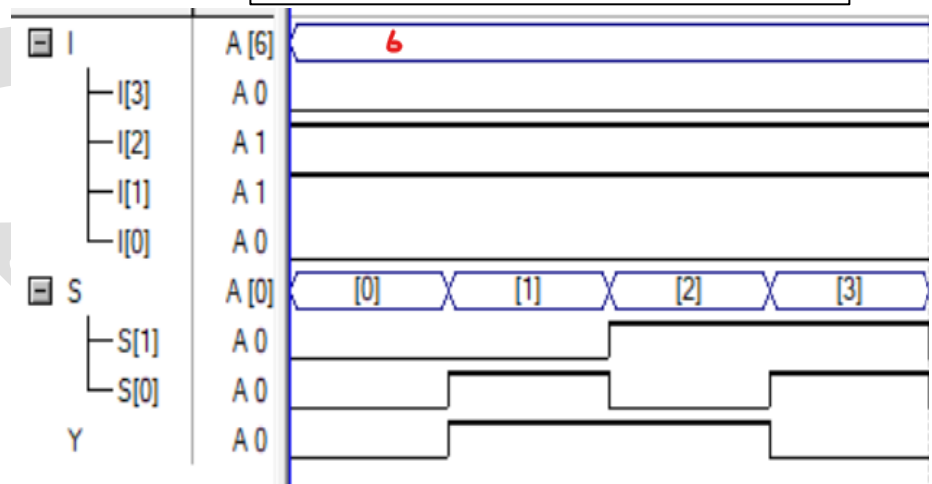 I A [6] 6
I[3] A 0
I[2] A 1
I[1] A 1
I[0] A 0
S A [0] [0] [1] [2] [3]
S[1] A 0
S[0] A 0
Y A 0